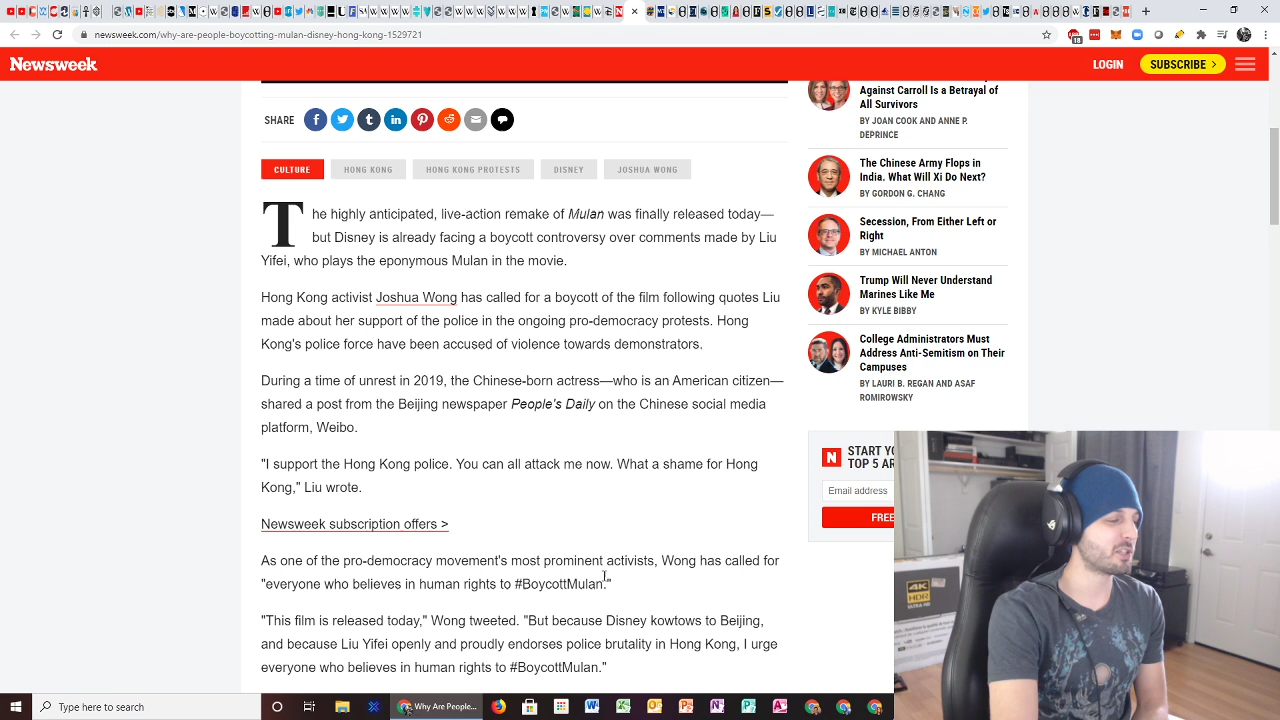 newsweek.com/why-are-people-boycotting-mulan-disney-hong-kong-1529721
18
Newsweek
LOGIN
SUBSCRIBE >
SHARE
CULTURE
HONG KONG
HONG KONG PROTESTS
DISNEY
JOSHUA WONG
The highly anticipated, live-action remake of Mulan was finally released today—
but Disney is already facing a boycott controversy over comments made by Liu
Yifei, who plays the eponymous Mulan in the movie.
Hong Kong activist Joshua Wong has called for a boycott of the film following quotes Liu
made about her support of the police in the ongoing pro-democracy protests. Hong
Kong's police force have been accused of violence towards demonstrators.
During a time of unrest in 2019, the Chinese-born actress—who is an American citizen—
shared a post from the Beijing newspaper People's Daily on the Chinese social media
platform, Weibo.
"I support the Hong Kong police. You can all attack me now. What a shame for Hong
Kong," Liu wrote.
Newsweek subscription offers >
As one of the pro-democracy movement's most prominent activists, Wong has called for
"everyone who believes in human rights to #BoycottMulan."
"This film is released today," Wong tweeted. "But because Disney kowtows to Beijing,
and because Liu Yifei openly and proudly endorses police brutality in Hong Kong, I urge
everyone who believes in human rights to #BoycottMulan."
Against Carroll Is a Betrayal of
All Survivors
BY JOAN COOK AND ANNE P.
DEPRINCE
The Chinese Army Flops in
India. What Will Xi Do Next?
BY GORDON G. CHANG
Secession, From Either Left or
Right
BY MICHAEL ANTON
Trump Will Never Understand
Marines Like Me
BY KYLE BIBBY
College Administrators Must
Address Anti-Semitism on Their
Campuses
BY LAURI B. REGAN AND ASAF
ROMIROWSKY
N
START Y
TOP 5 AR
Email address
FREE
4K
HDR
Type here to search
Why Are People...